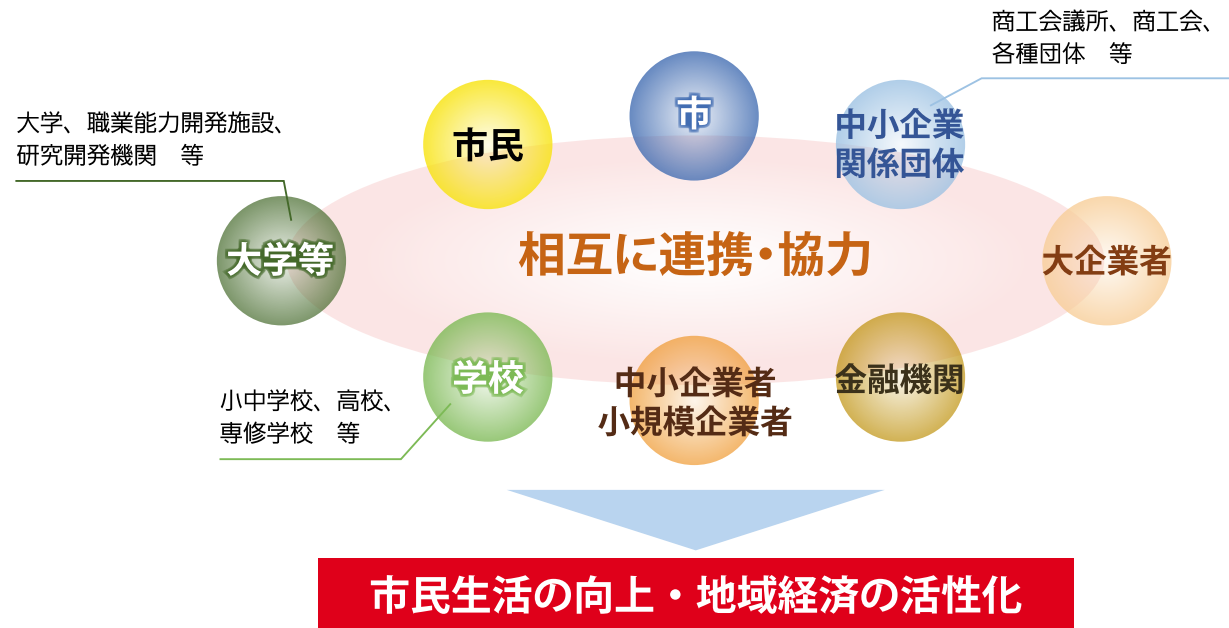 商工会議所、商工会、
各種団体　等
大学、職業能力開発施設、
研究開発機関　等
市民
市
中小企業
関係団体
大学等
相互に連携・協力
大企業者
学校
中小企業者
小規模企業者
金融機関
小中学校、高校、
専修学校　等
市民生活の向上・地域経済の活性化